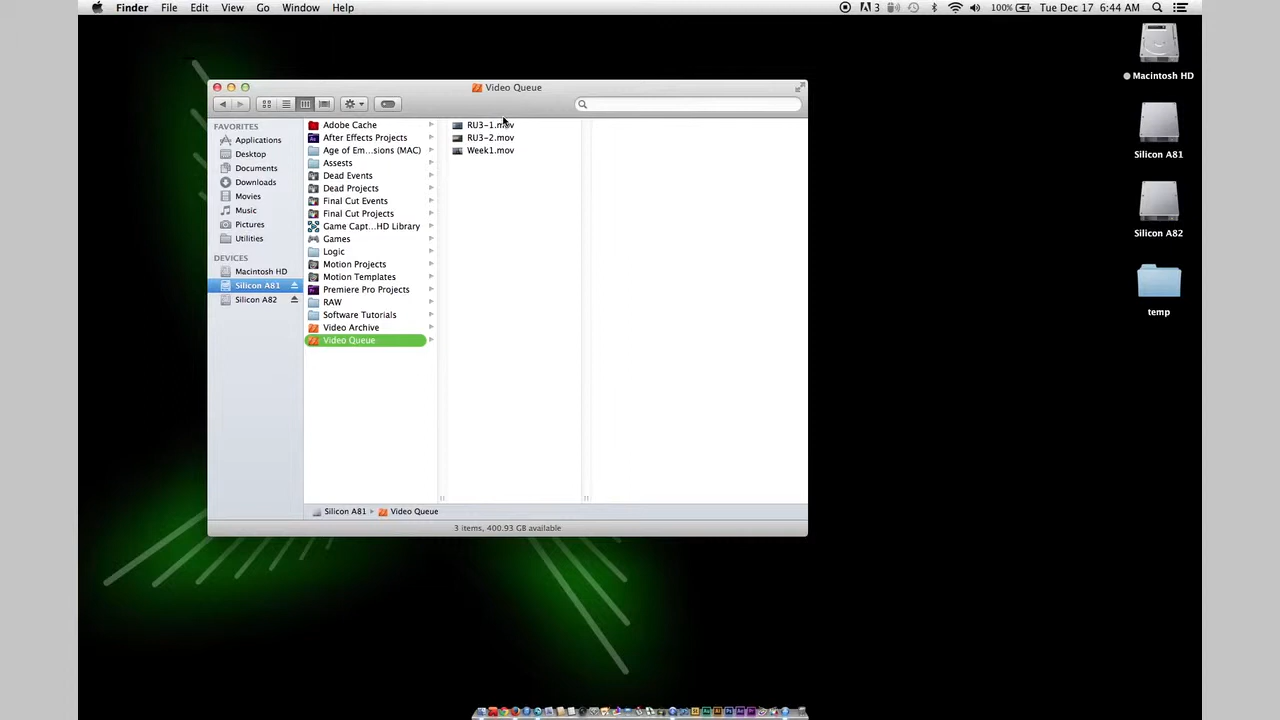 Finder File Edit View Go Window Help
3 100% Tue Dec 17 6:44 AM
Video Queue
FAVORITES
Applications
Desktop
Documents
Downloads
Movies
Music
Pictures
Utilities
DEVICES
Macintosh HD
Silicon A81
Silicon A82
Adobe Cache
After Effects Projects
Age of Em...sions (MAC)
Assests
Dead Events
Dead Projects
Final Cut Events
Final Cut Projects
Game Capt...HD Library
Games
Logic
Motion Projects
Motion Templates
Premiere Pro Projects
RAW
Software Tutorials
Video Archive
Video Queue
RU3-1.mov
RU3-2.mov
Week1.mov
Silicon A81 Video Queue
3 items, 400.93 GB available
Macintosh HD
Silicon A81
Silicon A82
temp